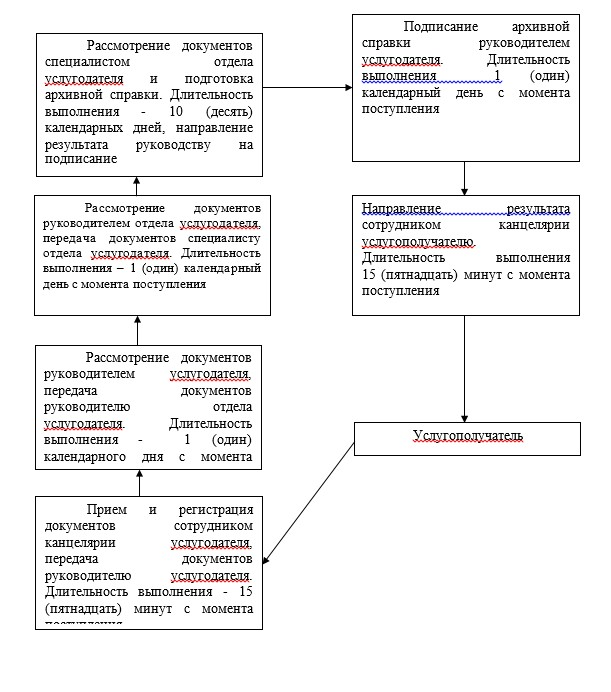 Рассмотрение документов
специалистом отдела
услугодателя и подготовка
архивной справки. Длительность
выполнения - 10 (десять)
календарных дней, направление
результата руководству на
подписание
Подписание архивной
справки руководителем
услугодателя. Длительность
выполнения 1 (один)
календарный день с момента
поступления
Рассмотрение документов
руководителем отдела услугодателя,
передача документов специалисту
отдела услугодателя. Длительность
выполнения – 1 (один) календарный
день с момента поступления
Направление результата
сотрудником канцелярии
услугополучателю.
Длительность выполнения
15 (пятнадцать) минут с момента
поступления
Рассмотрение документов
руководителем услугодателя,
передача документов
руководителю отдела
услугодателя. Длительность
выполнения - 1 (один)
календарного дня с момента
Услугополучатель
Прием и регистрация
документов сотрудником
канцелярии услугодателя,
передача документов
руководителю услугодателя.
Длительность выполнения - 15
(пятнадцать) минут с момента